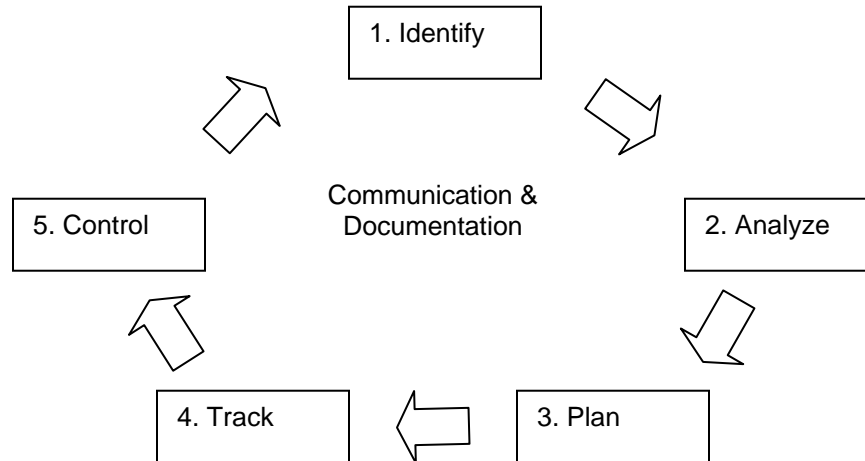 1. Identify
Communication &
Documentation
5. Control
2. Analyze
4. Track
3. Plan